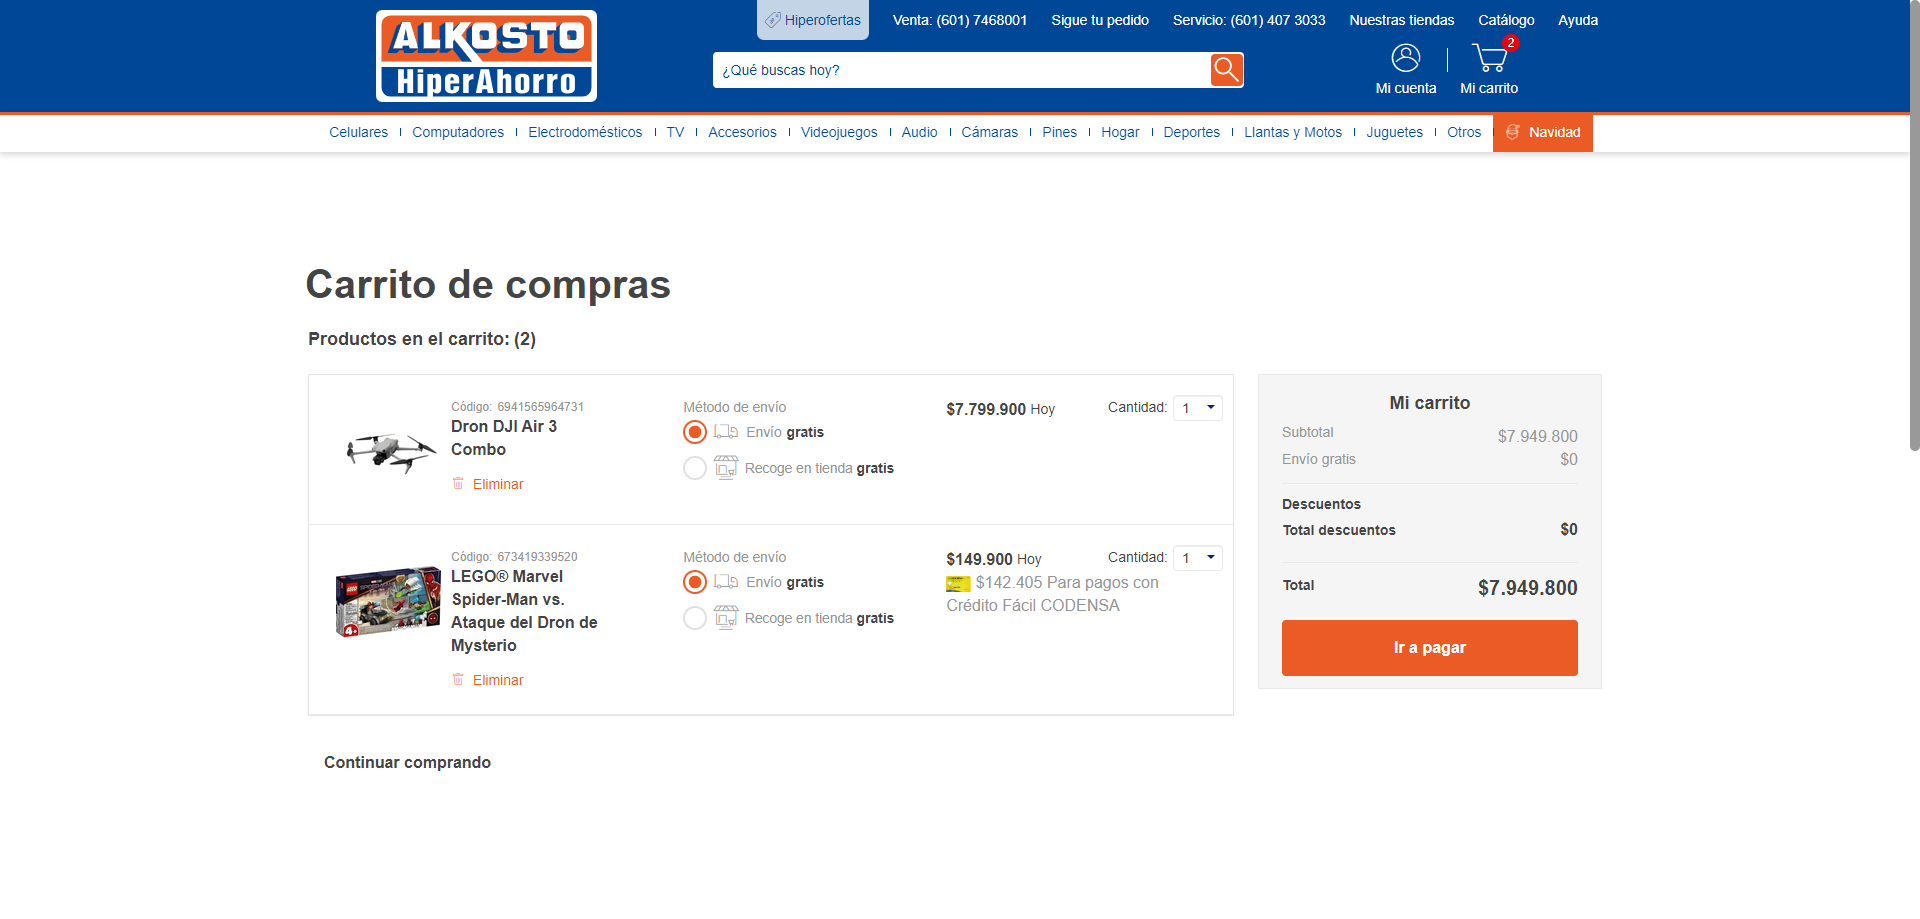 ALKOSTO
HiperAhorro
Hiperofertas
Venta: (601) 7468001
Sigue tu pedido
Servicio: (601) 407 3033
Nuestras tiendas
Catálogo
Ayuda
¿Qué buscas hoy?
Mi cuenta
2
Mi carrito
Celulares
Computadores
Electrodomésticos
TV
Accesorios
Videojuegos
Audio
Cámaras
Pines
Hogar
Deportes
Llantas y Motos
Juguetes
Otros
Navidad
Carrito de compras
Productos en el carrito: (2)
Código: 6941565964731
Dron DJI Air 3
Combo
Eliminar
Método de envío
Envío gratis
Recoge en tienda gratis
$7.799.900 Hoy
Cantidad: 1
Código: 673419339520
LEGO® Marvel
Spider-Man vs.
Ataque del Dron de
Mysterio
Eliminar
Método de envío
Envío gratis
Recoge en tienda gratis
$149.900 Hoy
$142.405 Para pagos con
Crédito Fácil CODENSA
Cantidad: 1
LEGO
4+
Mi carrito
Subtotal $7.949.800
Envío gratis $0
Descuentos
Total descuentos $0
Total $7.949.800
Ir a pagar
Continuar comprando